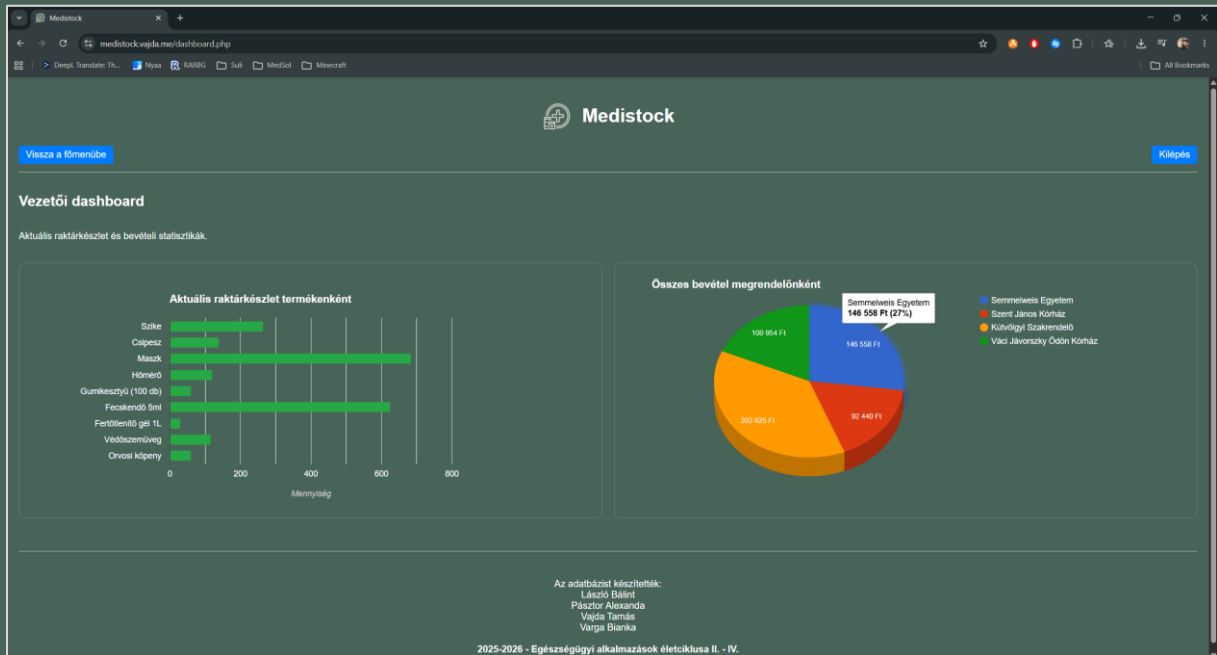 Medistock
medistock.vajda.me/dashboard.php
DeepL Translate: Th...
Nyaa
RARBG
Suli
MedSol
Minecraft
All Bookmarks
Medistock
Vissza a főmenübe
Kilépés
Vezetői dashboard
Aktuális raktárkészlet és bevételi statisztikák.
Aktuális raktárkészlet termékenként
Szike
Csipesz
Maszk
Hőmérő
Gumikesztyű (100 db)
Fecskendő 5ml
Fertőtlenítő gél 1L
Védőszemüveg
Orvosi köpeny
0 200 400 600 800
Mennyiség
Összes bevétel megrendelőnként
Semmelweis Egyetem
146 558 Ft (27%)
100 954 Ft
146 558 Ft
203 825 Ft
92 440 Ft
Semmelweis Egyetem
Szent János Kórház
Kútvölgyi Szakrendelő
Váci Jávorszky Ödön Kórház
Az adatbázist készítették:
László Bálint
Pásztor Alexanda
Vajda Tamás
Varga Bianka
2025-2026 - Egészségügyi alkalmazások életciklusa II. - IV.